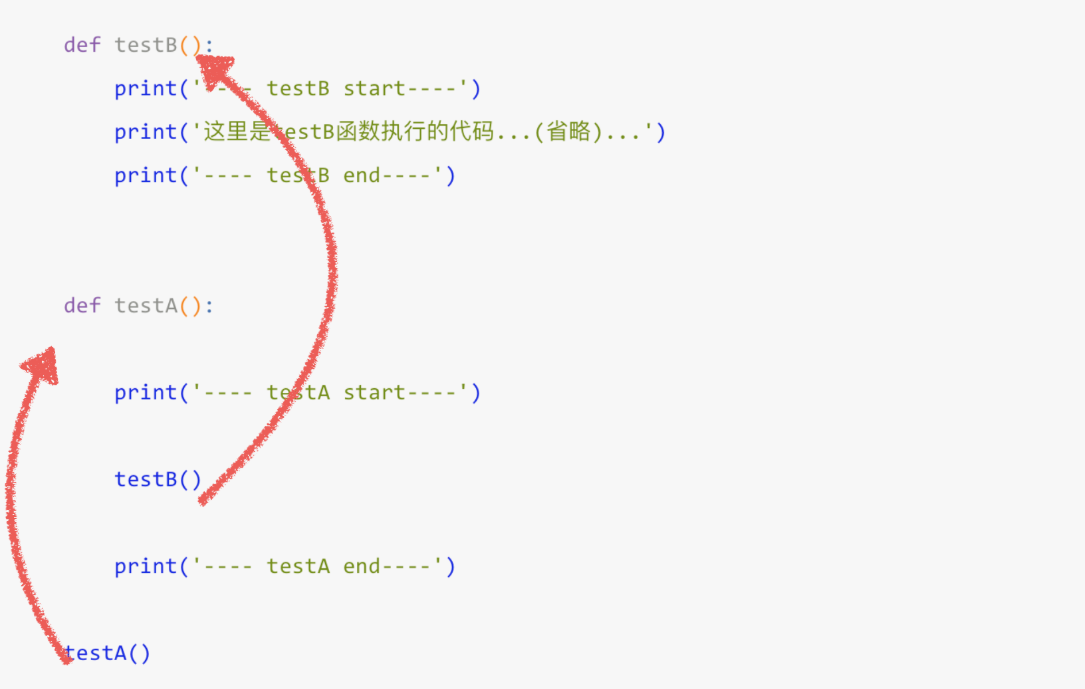 def testB():
    print('---- testB start----')
    print('这里是testB函数执行的代码...(省略)...')
    print('---- testB end----')
def testA():
    print('---- testA start----')
    testB()
    print('---- testA end----')
testA()